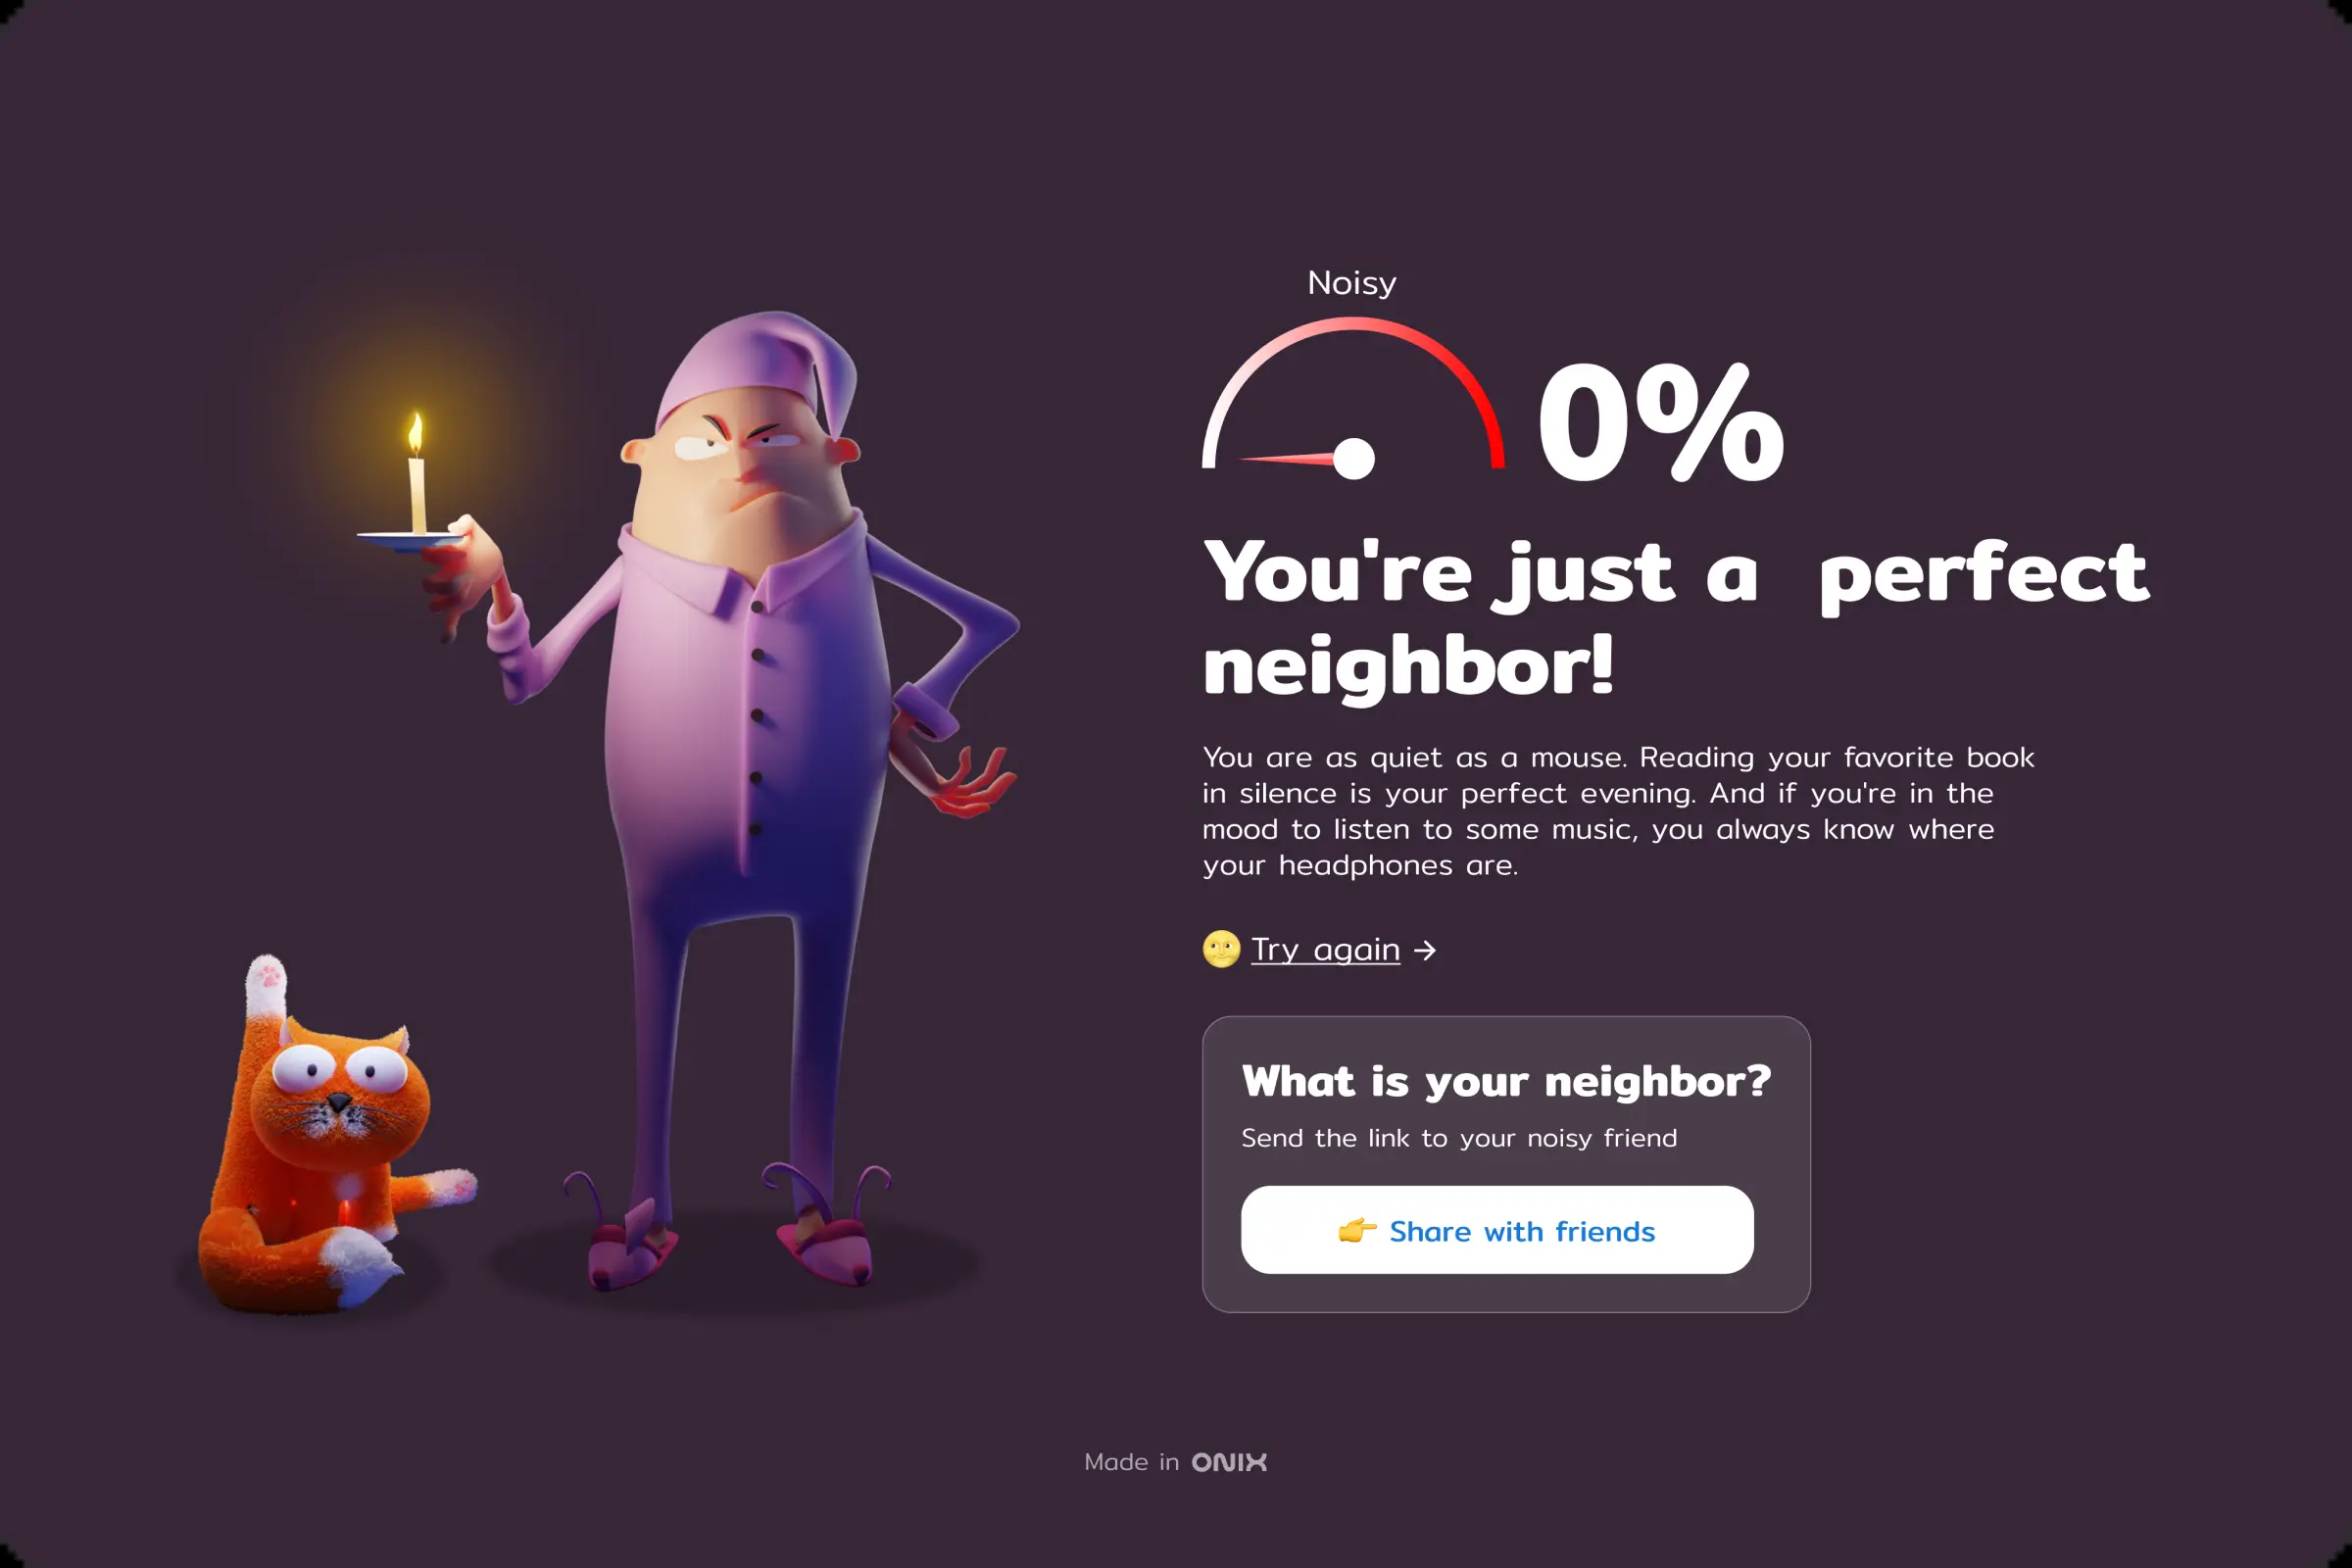 Noisy
0%
You're just a perfect
neighbor!
You are as quiet as a mouse. Reading your favorite book
in silence is your perfect evening. And if you're in the
mood to listen to some music, you always know where
your headphones are.
Try again →
What is your neighbor?
Send the link to your noisy friend
👉 Share with friends
Made in ONIX